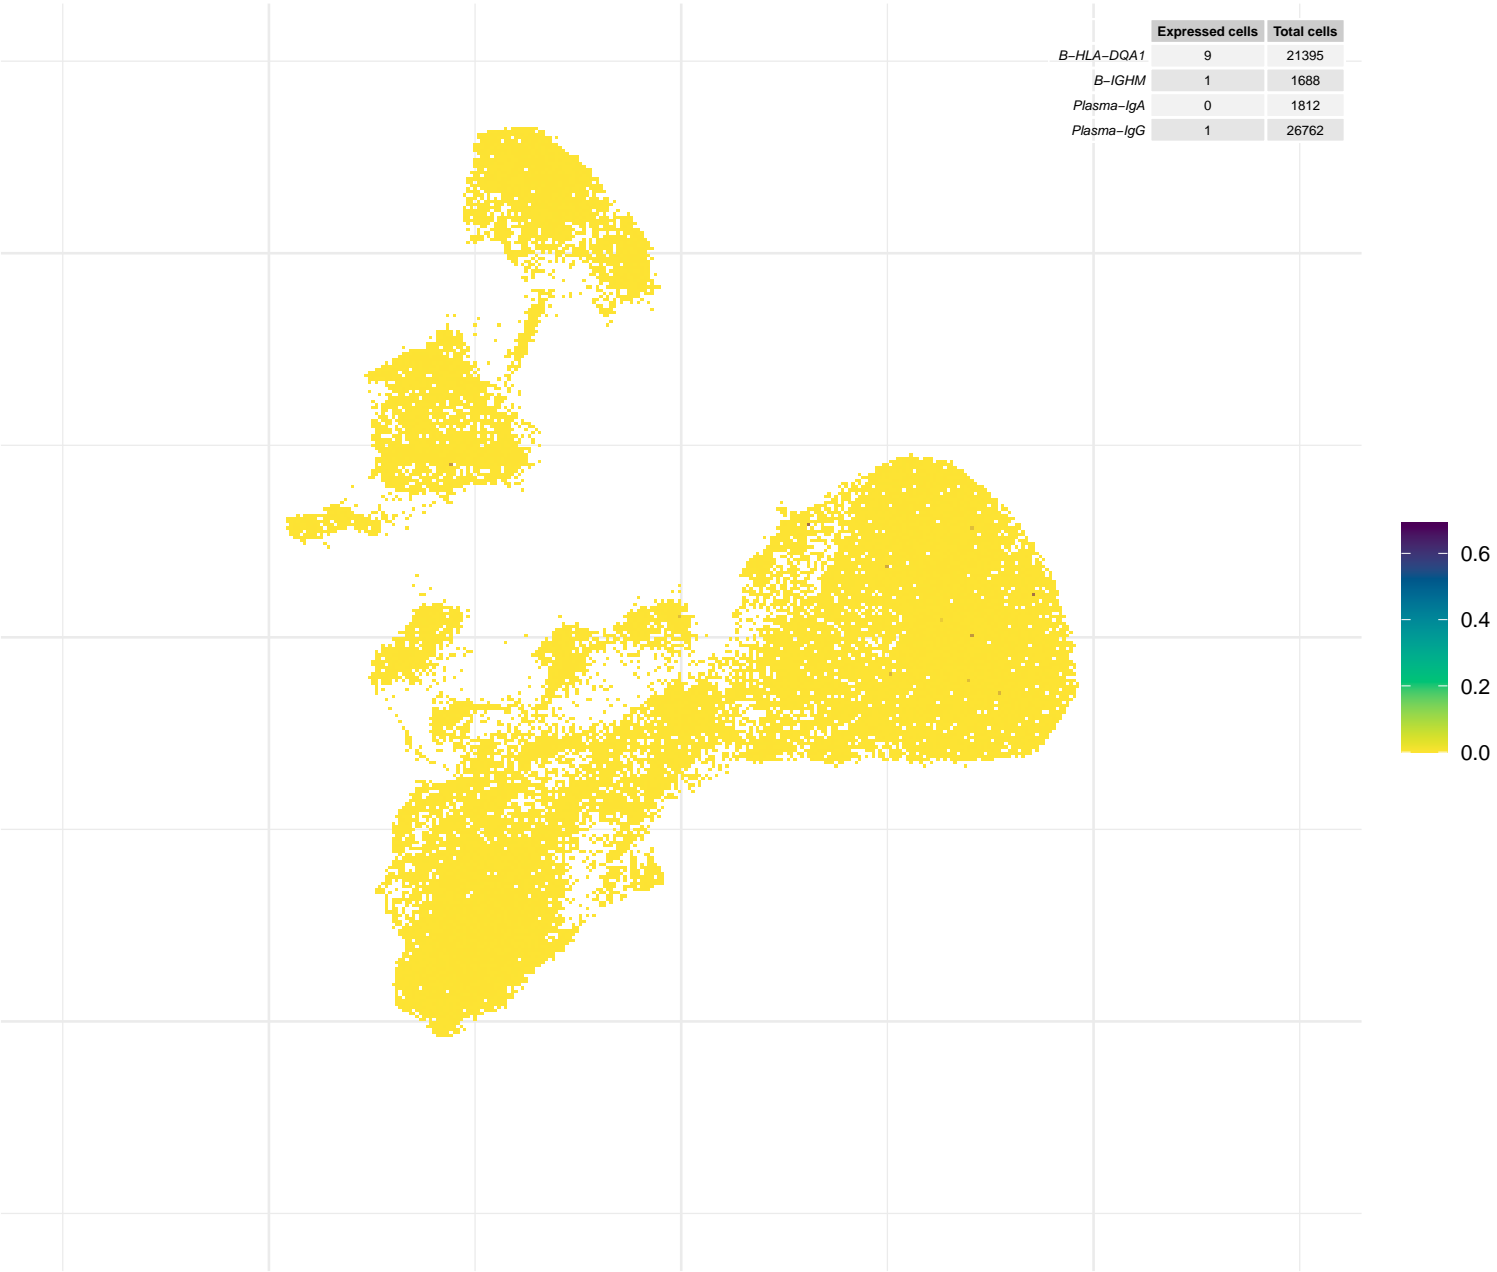 Expressed cells Total cells
B–HLA–DQA1 9 21395
B–IGHM 1 1688
Plasma–IgA 0 1812
Plasma–IgG 1 26762
0.6
0.4
0.2
0.0